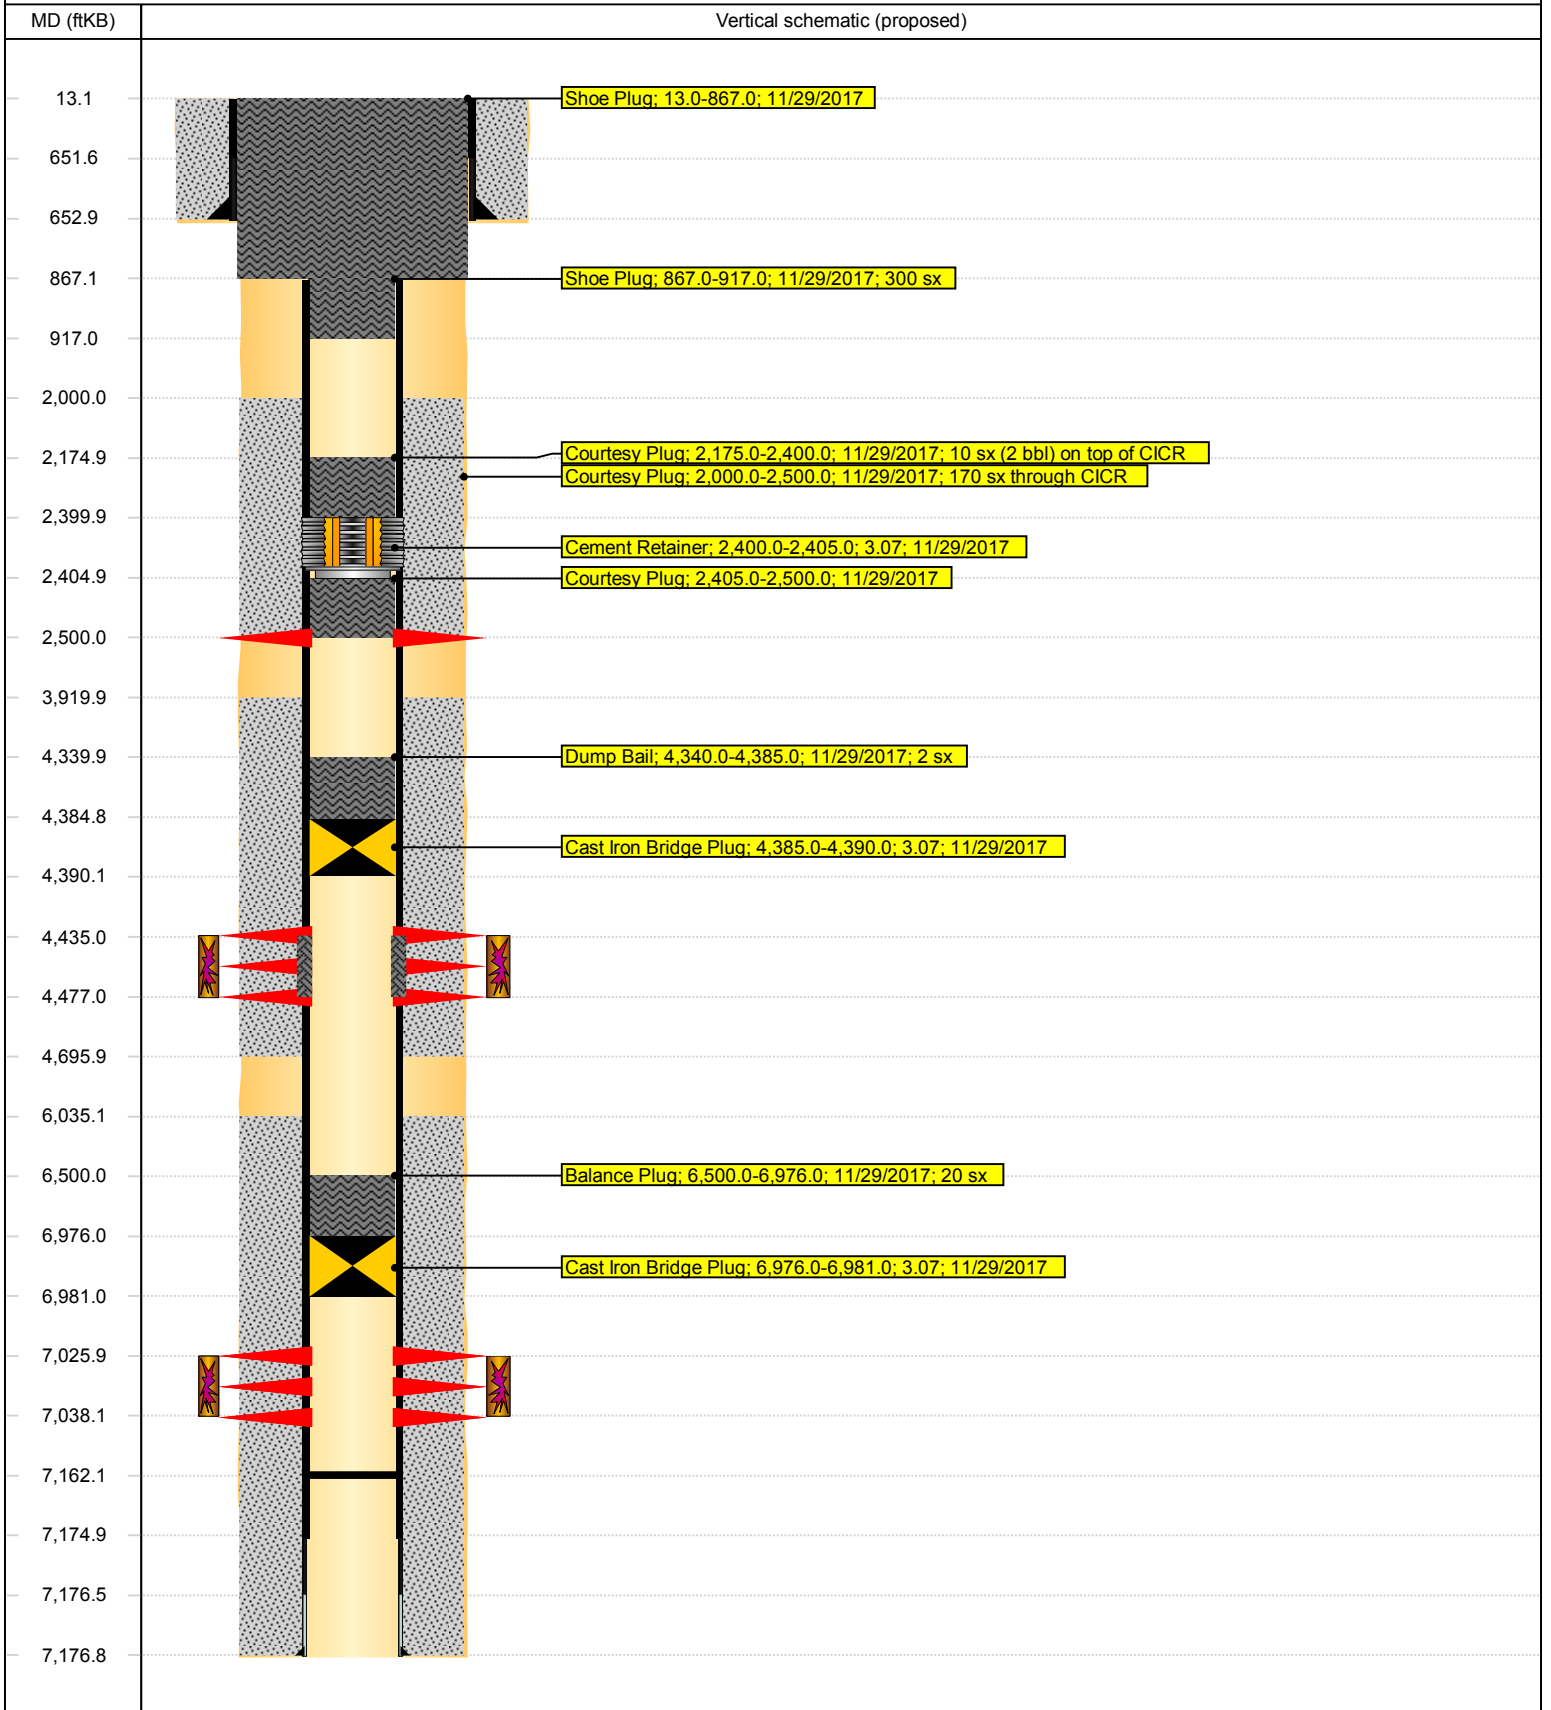 MD (ftKB)
Vertical schematic (proposed)
13.1
Shoe Plug; 13.0-867.0; 11/29/2017
651.6
652.9
867.1
Shoe Plug; 867.0-917.0; 11/29/2017; 300 sx
917.0
2,000.0
2,174.9
Courtesy Plug; 2,175.0-2,400.0; 11/29/2017; 10 sx (2 bbl) on top of CICR
Courtesy Plug; 2,000.0-2,500.0; 11/29/2017; 170 sx through CICR
2,399.9
Cement Retainer; 2,400.0-2,405.0; 3.07; 11/29/2017
2,404.9
Courtesy Plug; 2,405.0-2,500.0; 11/29/2017
2,500.0
3,919.9
4,339.9
Dump Bail; 4,340.0-4,385.0; 11/29/2017; 2 sx
4,384.8
Cast Iron Bridge Plug; 4,385.0-4,390.0; 3.07; 11/29/2017
4,390.1
4,435.0
4,477.0
4,695.9
6,035.1
6,500.0
Balance Plug; 6,500.0-6,976.0; 11/29/2017; 20 sx
6,976.0
Cast Iron Bridge Plug; 6,976.0-6,981.0; 3.07; 11/29/2017
6,981.0
7,025.9
7,038.1
7,162.1
7,174.9
7,176.5
7,176.8